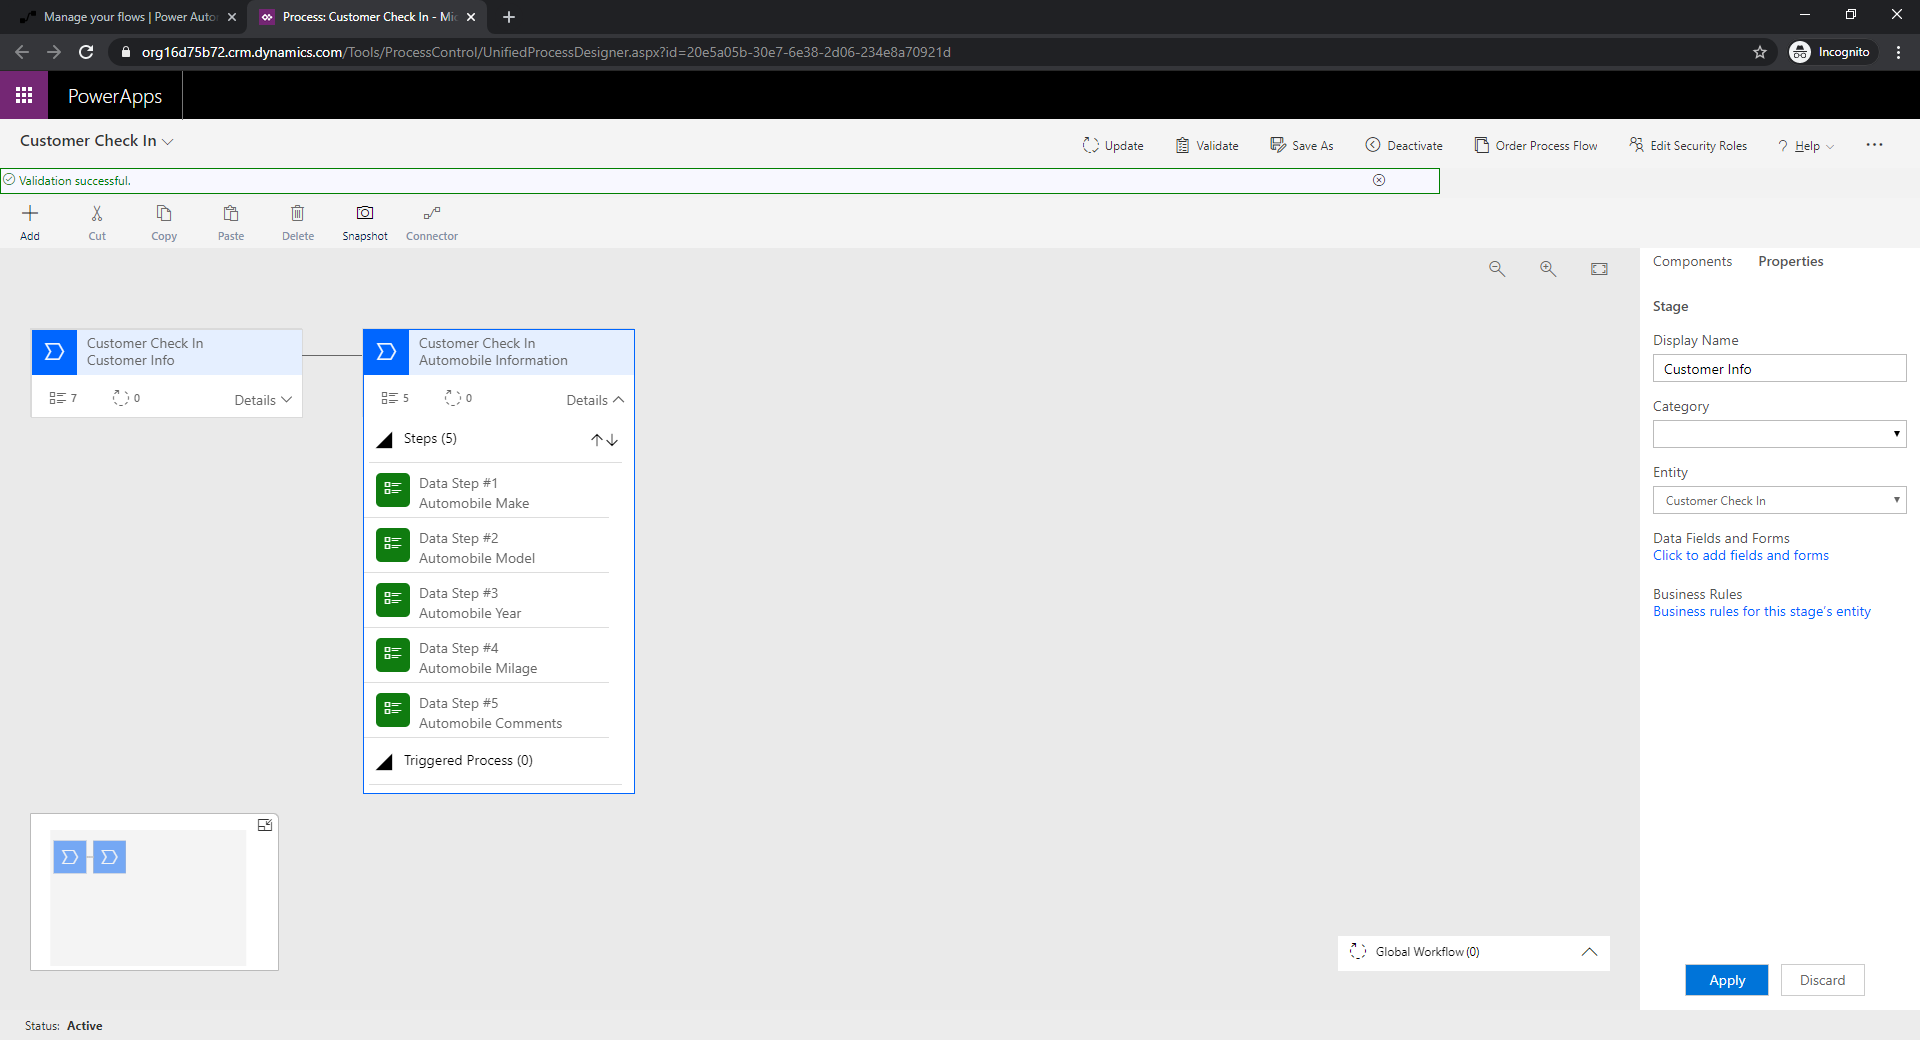 Manage your flows | Power Auto
Process: Customer Check In - Mic
org16d75b72.crm.dynamics.com/Tools/ProcessControl/UnifiedProcessDesigner.aspx?id=20e5a05b-30e7-6e38-2d06-234e8a70921d
Incognito
PowerApps
Customer Check In
Update
Validate
Save As
Deactivate
Order Process Flow
Edit Security Roles
? Help
Validation successful.
Add
Cut
Copy
Paste
Delete
Snapshot
Connector
Customer Check In
Customer Info
7
0
Details
Customer Check In
Automobile Information
5
0
Details
Steps (5)
Data Step #1
Automobile Make
Data Step #2
Automobile Model
Data Step #3
Automobile Year
Data Step #4
Automobile Milage
Data Step #5
Automobile Comments
Triggered Process (0)
Global Workflow (0)
Components
Properties
Stage
Display Name
Customer Info
Category
Entity
Customer Check In
Data Fields and Forms
Click to add fields and forms
Business Rules
Business rules for this stage's entity
Apply
Discard
Status: Active